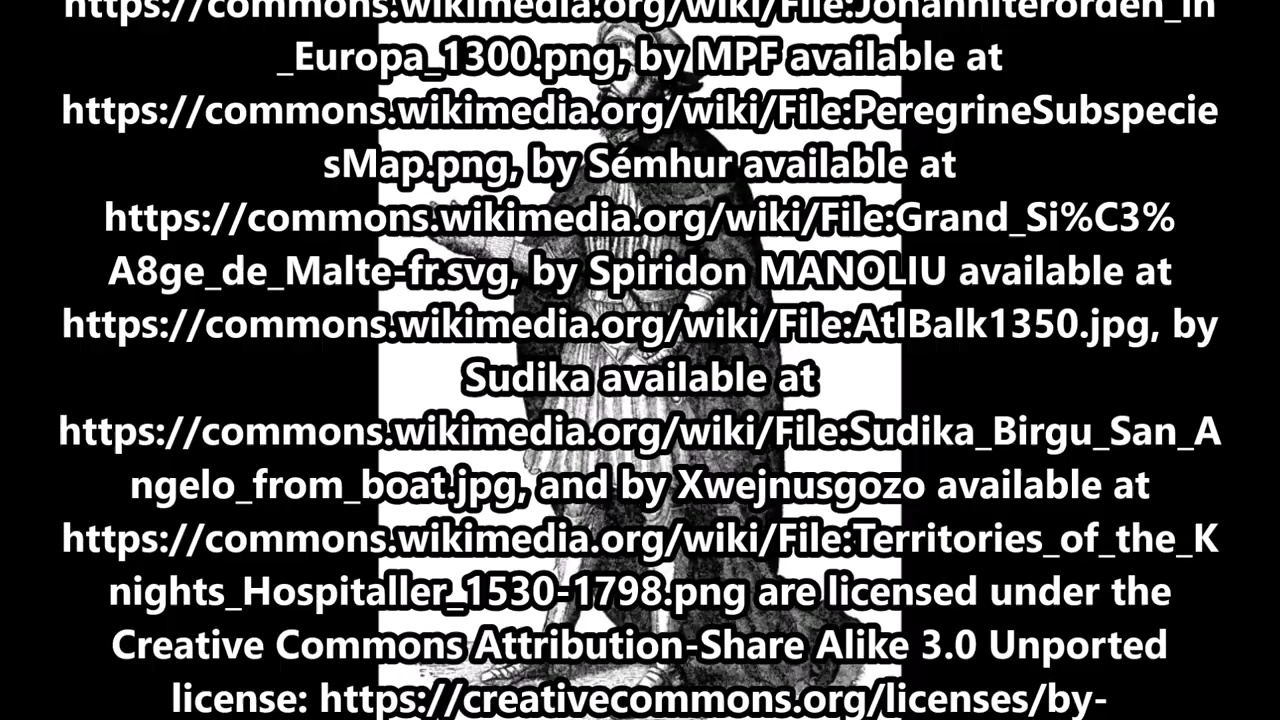 https://commons.wikimedia.org/wiki/File:Johanniterorden_in
_Europa_1300.png, by MPF available at
https://commons.wikimedia.org/wiki/File:PeregrineSubspecie
sMap.png, by Sémhur available at
https://commons.wikimedia.org/wiki/File:Grand_Si%C3%
A8ge_de_Malte-fr.svg, by Spiridon MANOLIU available at
https://commons.wikimedia.org/wiki/File:AtlBalk1350.jpg, by
Sudika available at
https://commons.wikimedia.org/wiki/File:Sudika_Birgu_San_A
ngelo_from_boat.jpg, and by Xwejnusgozo available at
https://commons.wikimedia.org/wiki/File:Territories_of_the_K
nights_Hospitaller_1530-1798.png are licensed under the
Creative Commons Attribution-Share Alike 3.0 Unported
license: https://creativecommons.org/licenses/by-